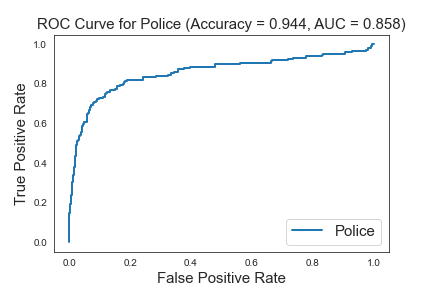 ROC Curve for Police (Accuracy = 0.944, AUC = 0.858)
1.0
0.8
0.6
0.4
0.2
0.0
True Positive Rate
Police
0.0 0.2 0.4 0.6 0.8 1.0
False Positive Rate